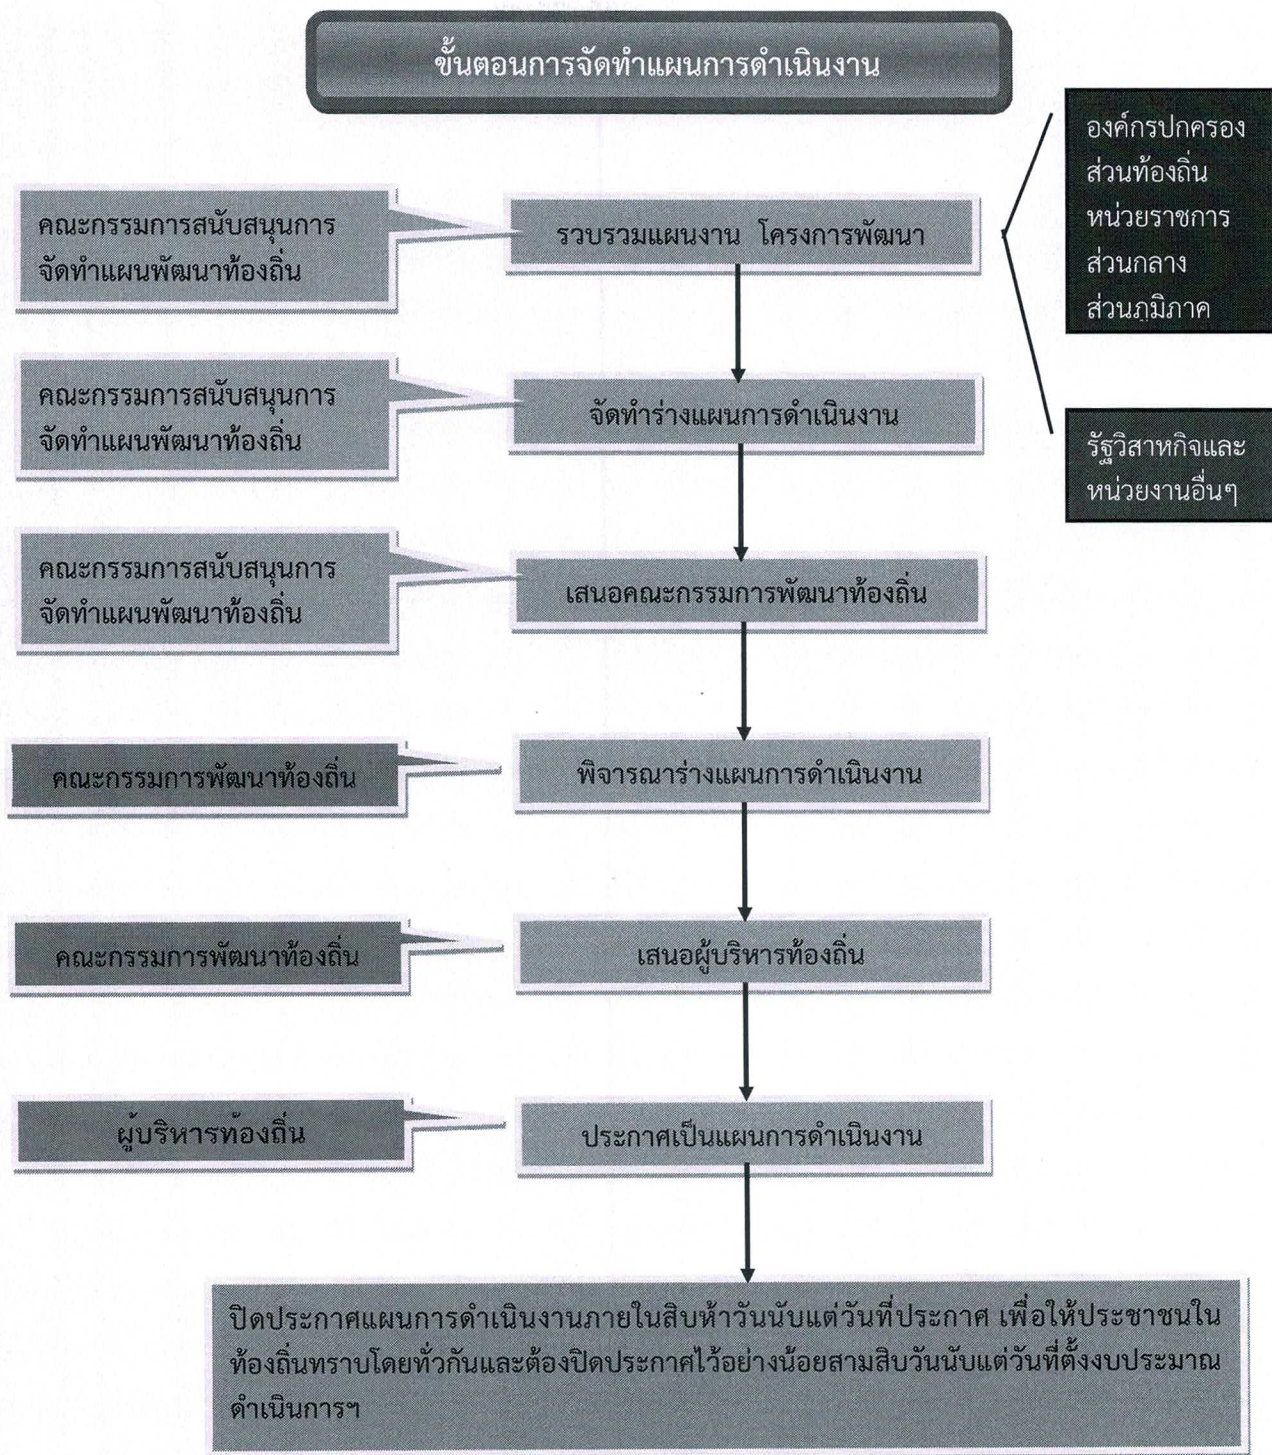 ขั้นตอนการจัดทำแผนการดำเนินงาน
องค์กรปกครอง
ส่วนท้องถิ่น
หน่วยราชการ
ส่วนกลาง
ส่วนภูมิภาค
คณะกรรมการสนับสนุนการ
จัดทำแผนพัฒนาท้องถิ่น
รวบรวมแผนงาน โครงการพัฒนา
คณะกรรมการสนับสนุนการ
จัดทำแผนพัฒนาท้องถิ่น
จัดทำร่างแผนการดำเนินงาน
รัฐวิสาหกิจและ
หน่วยงานอื่นๆ
คณะกรรมการสนับสนุนการ
จัดทำแผนพัฒนาท้องถิ่น
เสนอคณะกรรมการพัฒนาท้องถิ่น
คณะกรรมการพัฒนาท้องถิ่น
พิจารณาร่างแผนการดำเนินงาน
คณะกรรมการพัฒนาท้องถิ่น
เสนอผู้บริหารท้องถิ่น
ผู้บริหารท้องถิ่น
ประกาศเป็นแผนการดำเนินงาน
ปิดประกาศแผนการดำเนินงานภายในสิบห้าวันนับแต่วันที่ประกาศ เพื่อให้ประชาชนใน
ท้องถิ่นทราบโดยทั่วกันและต้องปิดประกาศไว้อย่างน้อยสามสิบวันนับแต่วันที่ตั้งงบประมาณ
ดำเนินการฯ